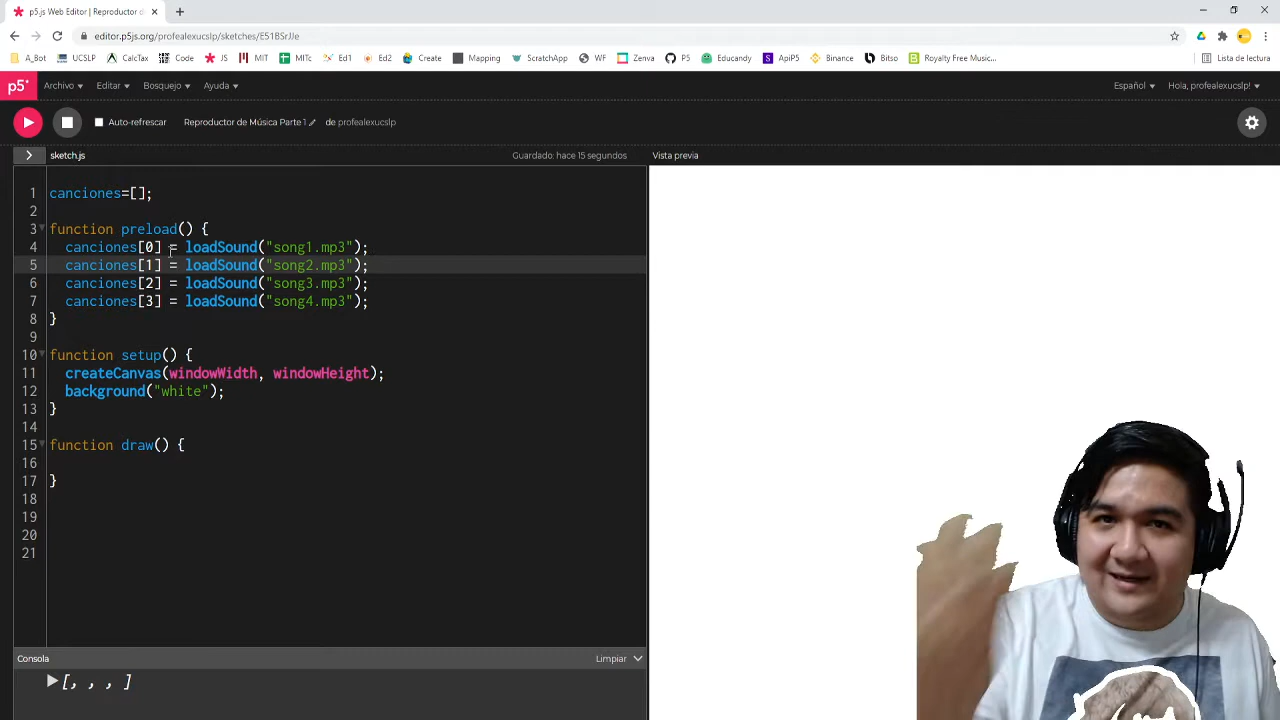 p5.js Web Editor | Reproductor d
editor.p5js.org/profealexucslp/sketches/E51BSrJJe
A_Bot UCSLP CalcTax Code JS MIT MITc Ed1 Ed2 Create Mapping ScratchApp WF Zenva P5 Educandy ApiP5 Binance Bitso Royalty Free Music... Lista de lectura
p5* Archivo Editar Bosquejo Ayuda Español Hola, profealexucslp!
Auto-refrescar Reproductor de Música Parte 1 de profealexucslp
sketch.js Guardado: hace 15 segundos Vista previa
1 canciones=[];
2
3 function preload() {
4 canciones[0] = loadSound("song1.mp3");
5 canciones[1] = loadSound("song2.mp3");
6 canciones[2] = loadSound("song3.mp3");
7 canciones[3] = loadSound("song4.mp3");
8 }
9
10 function setup() {
11 createCanvas(windowWidth, windowHeight);
12 background("white");
13 }
14
15 function draw() {
16
17 }
18
19
20
21
Consola Limpiar
[, , , ]